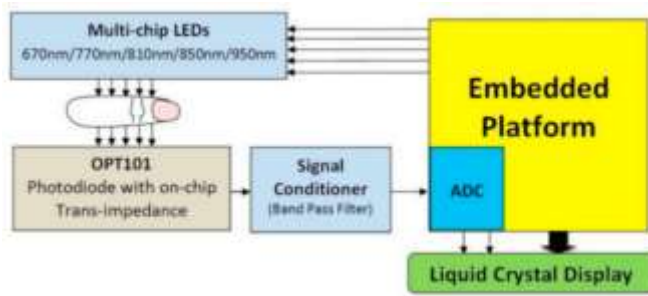 Multi-chip LEDs
670nm/770nm/810nm/850nm/950nm
Embedded
Platform
OPT101
Photodiode with on-chip
Trans-impedance
Signal
Conditioner
(Band Pass Filter)
ADC
Liquid Crystal Display